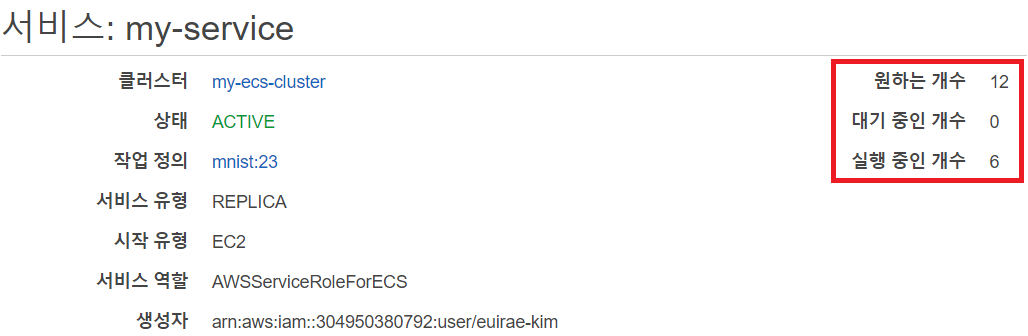 서비스: my-service
클러스터 my-ecs-cluster 원하는 개수 12
상태 ACTIVE 대기 중인 개수 0
작업 정의 mnist:23 실행 중인 개수 6
서비스 유형 REPLICA
시작 유형 EC2
서비스 역할 AWSServiceRoleForECS
생성자 arn:aws:iam::304950380792:user/euirae-kim